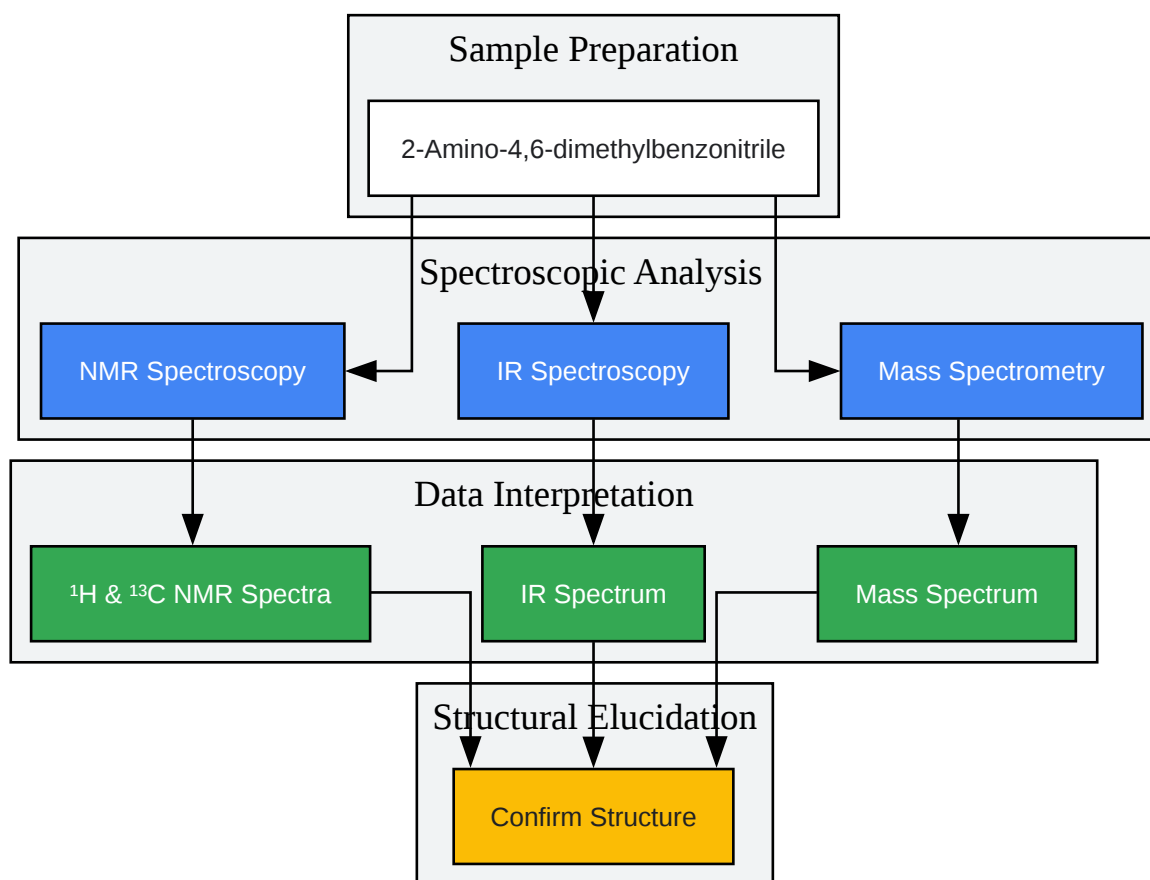 Sample Preparation
2-Amino-4,6-dimethylbenzonitrile
Spectroscopic Analysis
NMR Spectroscopy
IR Spectroscopy
Mass Spectrometry
Data Interpretation
¹H & ¹³C NMR Spectra
IR Spectrum
Mass Spectrum
Structural Elucidation
Confirm Structure